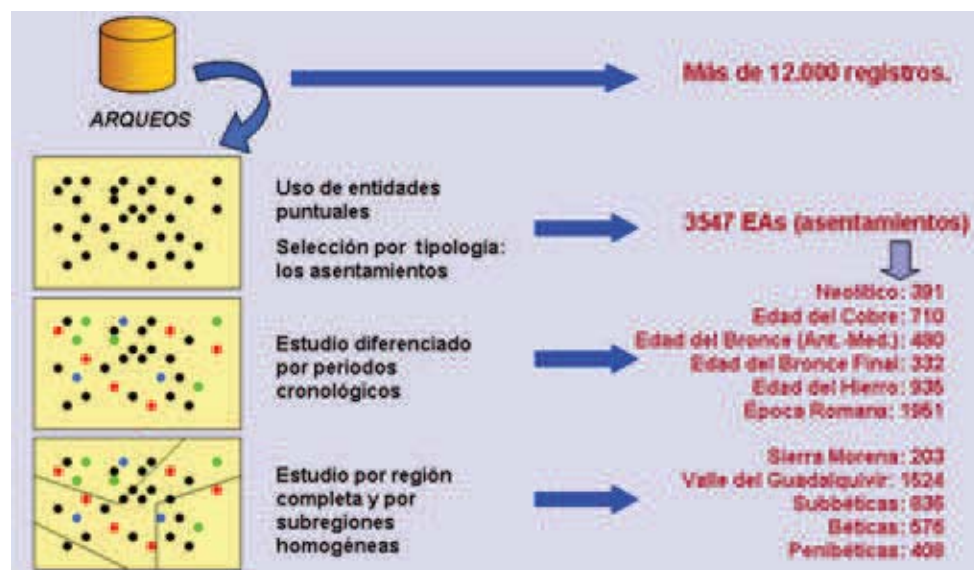 ARQUEOS
Más de 12.000 registros.
Uso de entidades
puntuales
Selección por tipología:
los asentamientos
3547 EAs (asentamientos)
Estudio diferenciado
por periodos
cronológicos
Neolítico: 391
Edad del Cobre: 710
Edad del Bronce (Ant.-Med.): 480
Edad del Bronce Final: 332
Edad del Hierro:
Época Romana: 1951
Estudio por región
completa y por
subregiones
homogéneas
Sierra Morena: 203
Valle del Guadalquivir: 1524
Subbéticas: 836
Béticas: 576
Penibéticas: 408